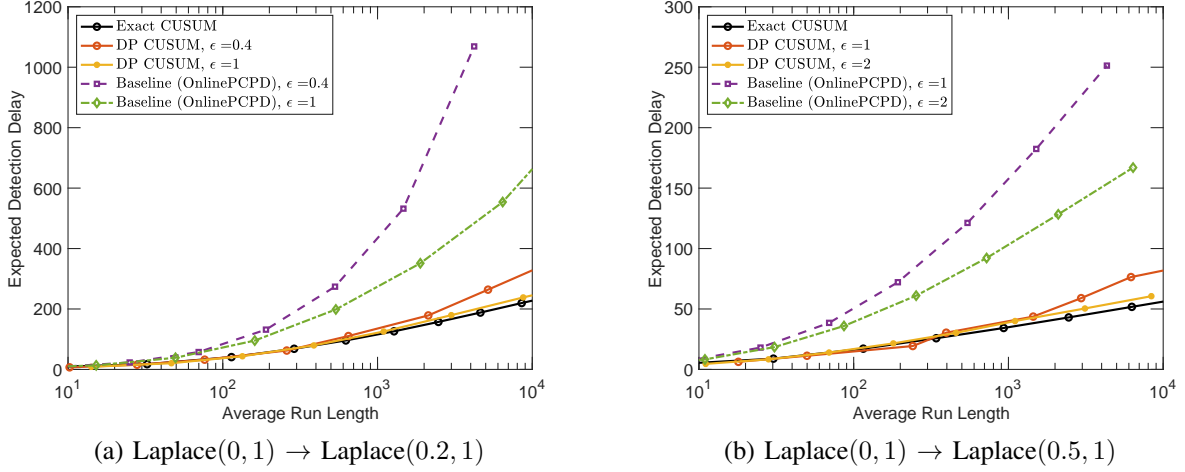 1200
1000
800
600
400
200
0
Expected Detection Delay
Exact CUSUM
DP CUSUM, ϵ =0.4
DP CUSUM, ϵ =1
Baseline (OnlinePCPD), ϵ =0.4
Baseline (OnlinePCPD), ϵ =1
10^1 10^2 10^3 10^4
Average Run Length
(a) Laplace(0, 1) → Laplace(0.2, 1)
300
250
200
150
100
50
0
Expected Detection Delay
Exact CUSUM
DP CUSUM, ϵ =1
DP CUSUM, ϵ =2
Baseline (OnlinePCPD), ϵ =1
Baseline (OnlinePCPD), ϵ =2
10^1 10^2 10^3 10^4
Average Run Length
(b) Laplace(0, 1) → Laplace(0.5, 1)